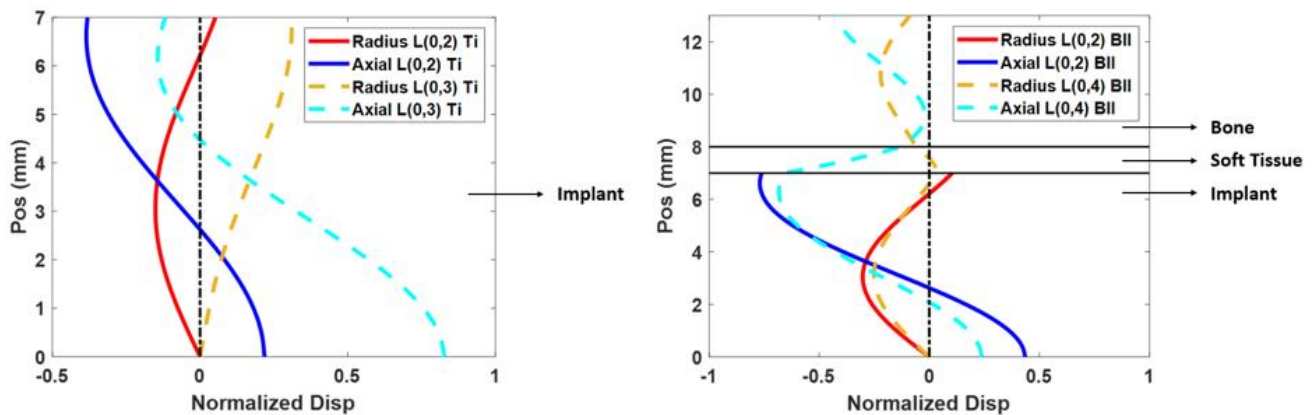 7
6
5
4
3
2
1
0
Pos (mm)
-0.5
0
0.5
1
Normalized Disp
Radius L(0,2) Ti
Axial L(0,2) Ti
Radius L(0,3) Ti
Axial L(0,3) Ti
Implant
12
10
8
6
4
2
0
Pos (mm)
-1
-0.5
0
0.5
1
Normalized Disp
Radius L(0,2) BII
Axial L(0,2) BII
Radius L(0,4) BII
Axial L(0,4) BII
Bone
Soft Tissue
Implant